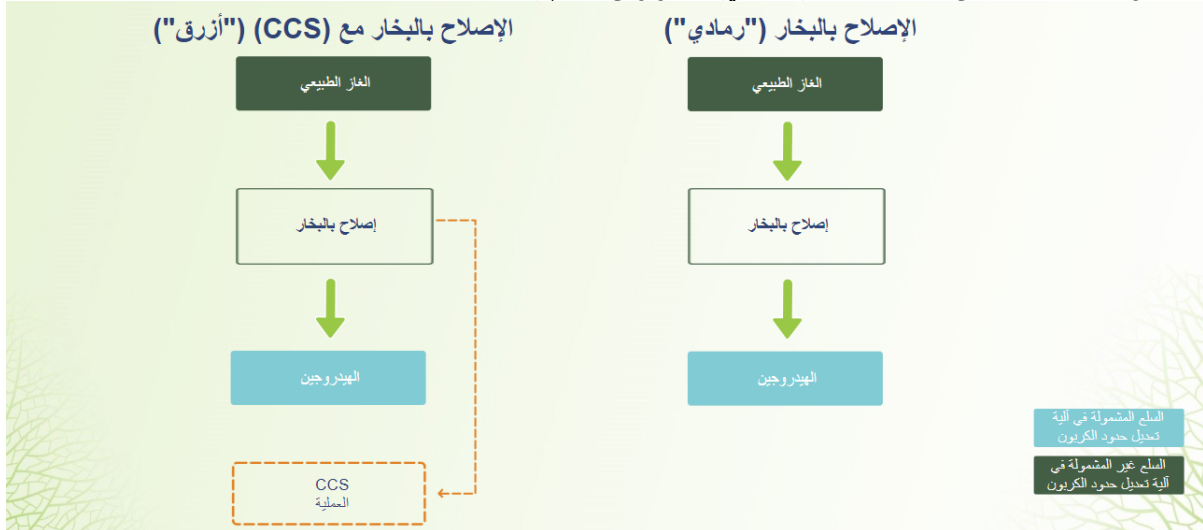 الإصلاح بالبخار ("رمادي")
الغاز الطبيعي
إصلاح بالبخار
الهيدروجين
الإصلاح بالبخار مع (CCS) ("أزرق")
الغاز الطبيعي
إصلاح بالبخار
الهيدروجين
CCS
العملية
السلع المشمولة في آلية
تعديل حدود الكربون
السلع غير المشمولة في
آلية تعديل حدود الكربون